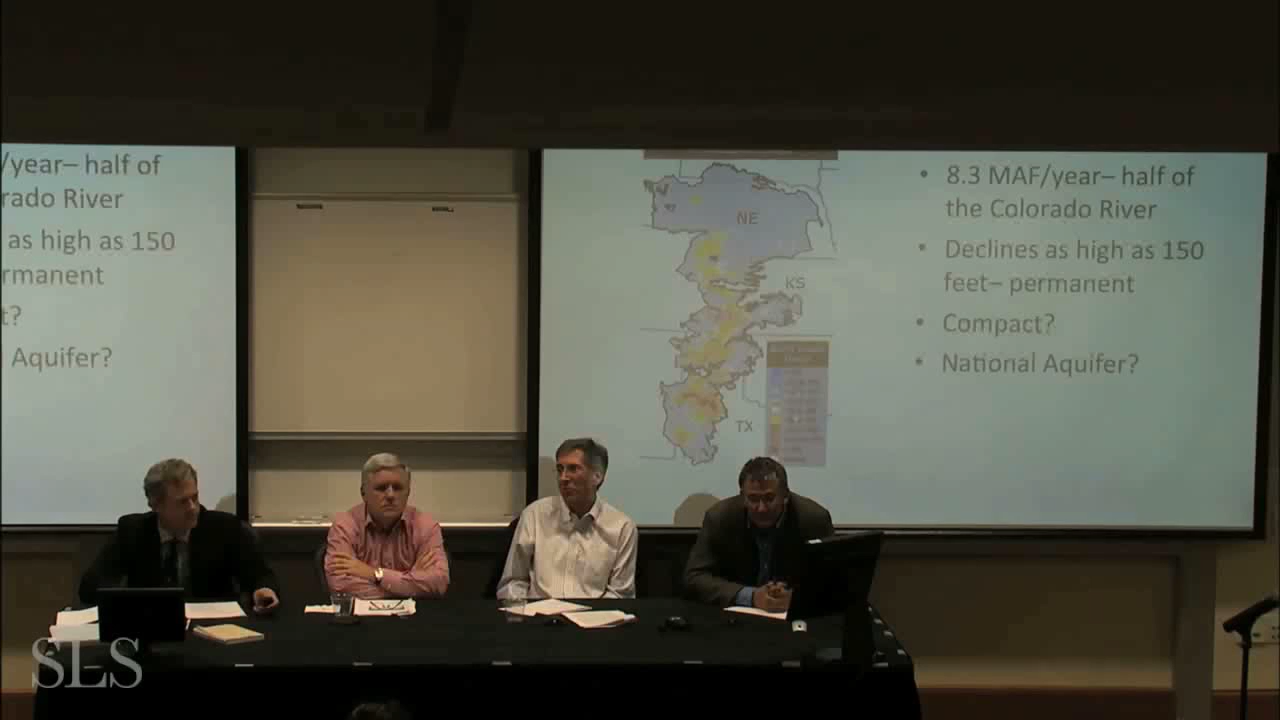 /year– half of
rado River
as high as 150
rmanent
t?
Aquifer?
NE
KS
TX
• 8.3 MAF/year– half of
the Colorado River
• Declines as high as 150
feet– permanent
• Compact?
• National Aquifer?
SLS